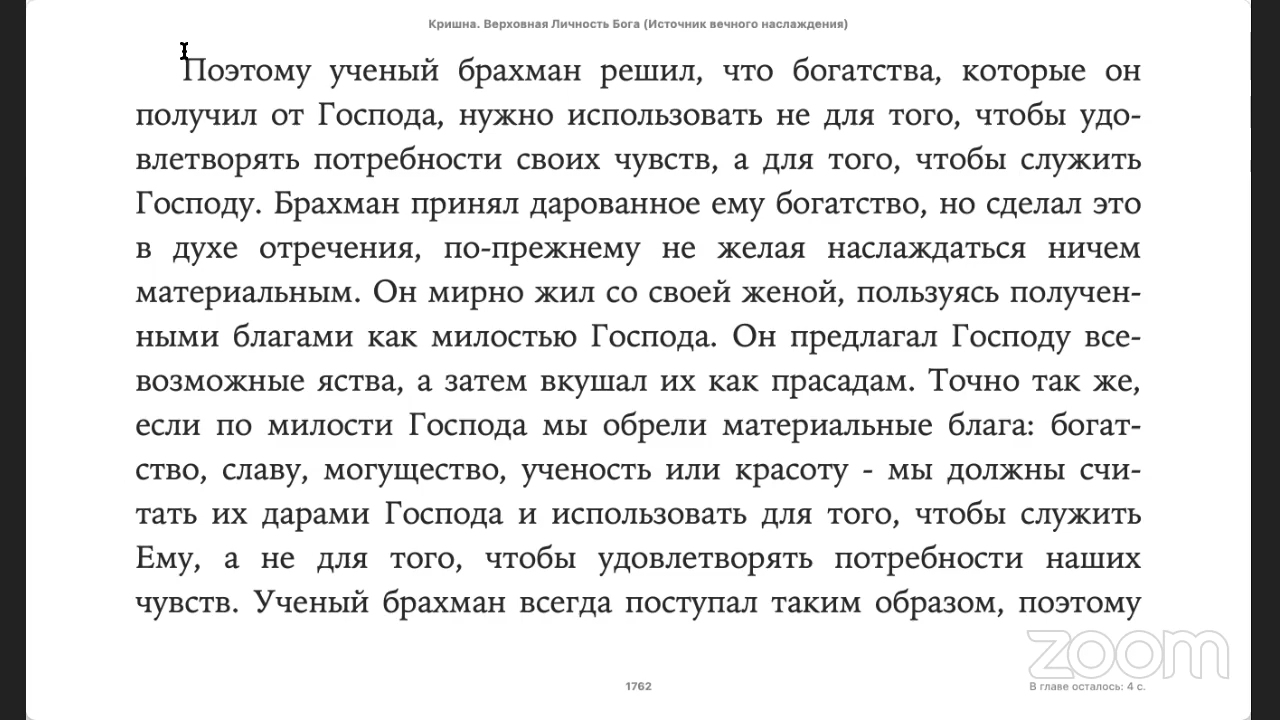 Кришна. Верховная Личность Бога (Источник вечного наслаждения)
Поэтому ученый брахман решил, что богатства, которые он
получил от Господа, нужно использовать не для того, чтобы удо-
влетворять потребности своих чувств, а для того, чтобы служить
Господу. Брахман принял дарованное ему богатство, но сделал это
в духе отречения, по-прежнему не желая наслаждаться ничем
материальным. Он мирно жил со своей женой, пользуясь получен-
ными благами как милостью Господа. Он предлагал Господу все-
возможные яства, а затем вкушал их как прасадам. Точно так же,
если по милости Господа мы обрели материальные блага: богат-
ство, славу, могущество, ученость или красоту - мы должны счи-
тать их дарами Господа и использовать для того, чтобы служить
Ему, а не для того, чтобы удовлетворять потребности наших
чувств. Ученый брахман всегда поступал таким образом, поэтому
zoom
1762
В главе осталось: 4 с.